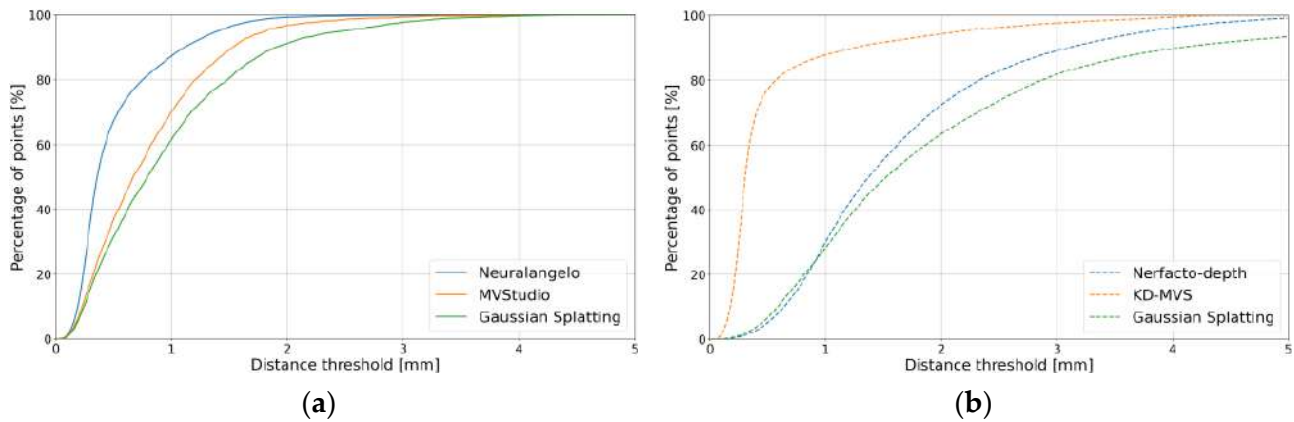 100
80
60
40
20
0
Percentage of points [%]
Neuralangelo
MVStudio
Gaussian Splatting
0 1 2 3 4 5
Distance threshold [mm]
(a)
100
80
60
40
20
0
Percentage of points [%]
Nerfacto-depth
KD-MVS
Gaussian Splatting
0 1 2 3 4 5
Distance threshold [mm]
(b)